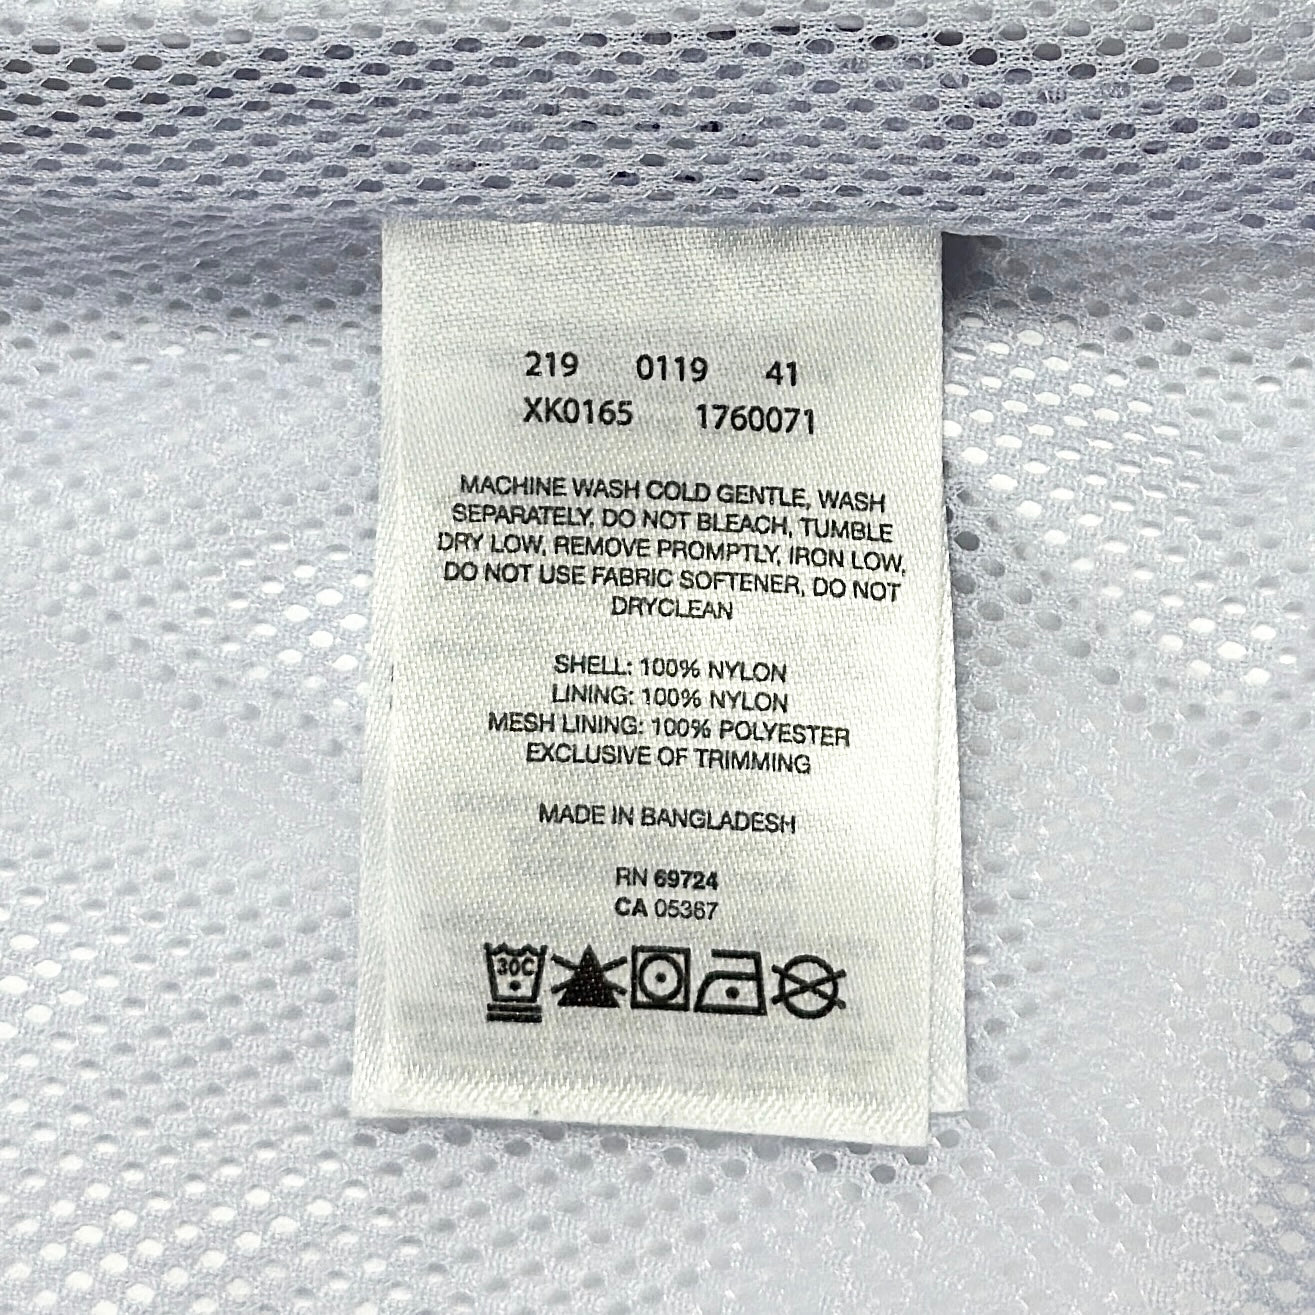 219 0119 41
XK0165 1760071
MACHINE WASH COLD GENTLE, WASH
SEPARATELY, DO NOT BLEACH, TUMBLE
DRY LOW, REMOVE PROMPTLY, IRON LOW,
DO NOT USE FABRIC SOFTENER, DO NOT
DRYCLEAN
SHELL: 100% NYLON
LINING: 100% NYLON
MESH LINING: 100% POLYESTER
EXCLUSIVE OF TRIMMING
MADE IN BANGLADESH
RN 69724
CA 05367
30C